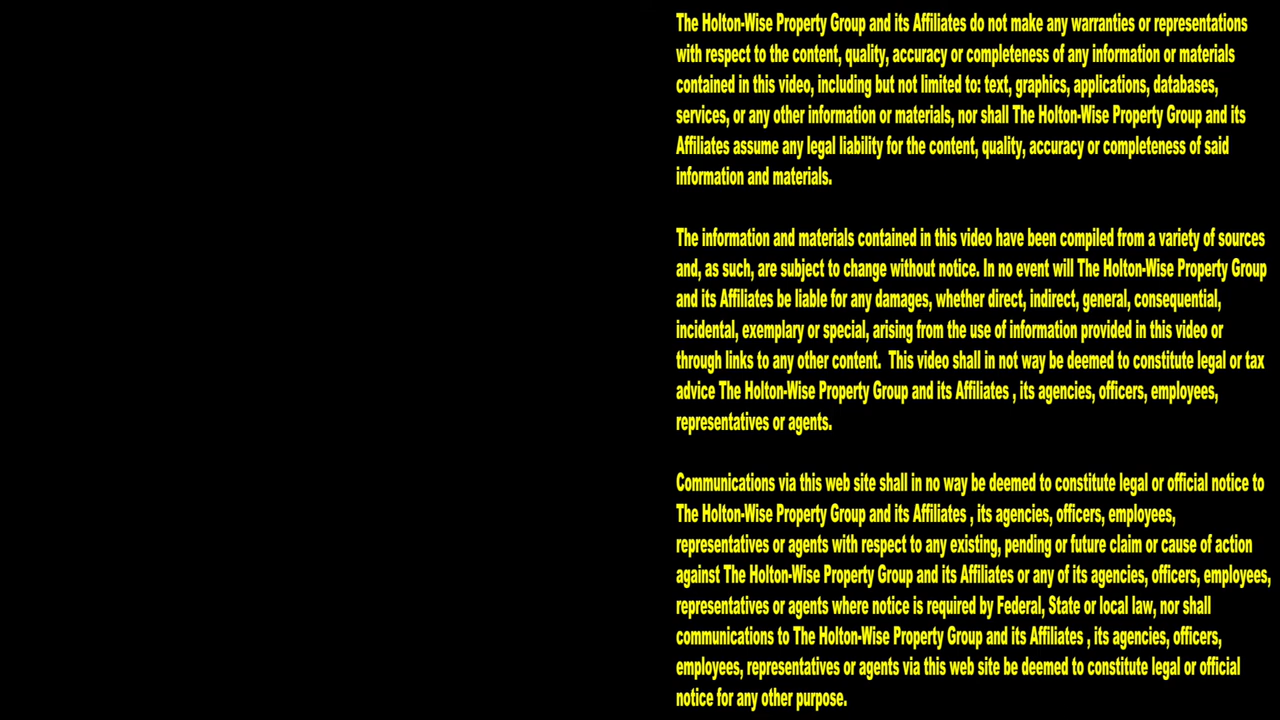 The Holton-Wise Property Group and its Affiliates do not make any warranties or representations
with respect to the content, quality, accuracy or completeness of any information or materials
contained in this video, including but not limited to: text, graphics, applications, databases,
services, or any other information or materials, nor shall The Holton-Wise Property Group and its
Affiliates assume any legal liability for the content, quality, accuracy or completeness of said
information and materials.
The information and materials contained in this video have been compiled from a variety of sources
and, as such, are subject to change without notice. In no event will The Holton-Wise Property Group
and its Affiliates be liable for any damages, whether direct, indirect, general, consequential,
incidental, exemplary or special, arising from the use of information provided in this video or
through links to any other content.  This video shall in not way be deemed to constitute legal or tax
advice The Holton-Wise Property Group and its Affiliates , its agencies, officers, employees,
representatives or agents.
Communications via this web site shall in no way be deemed to constitute legal or official notice to
The Holton-Wise Property Group and its Affiliates , its agencies, officers, employees,
representatives or agents with respect to any existing, pending or future claim or cause of action
against The Holton-Wise Property Group and its Affiliates or any of its agencies, officers, employees,
representatives or agents where notice is required by Federal, State or local law, nor shall
communications to The Holton-Wise Property Group and its Affiliates , its agencies, officers,
employees, representatives or agents via this web site be deemed to constitute legal or official
notice for any other purpose.